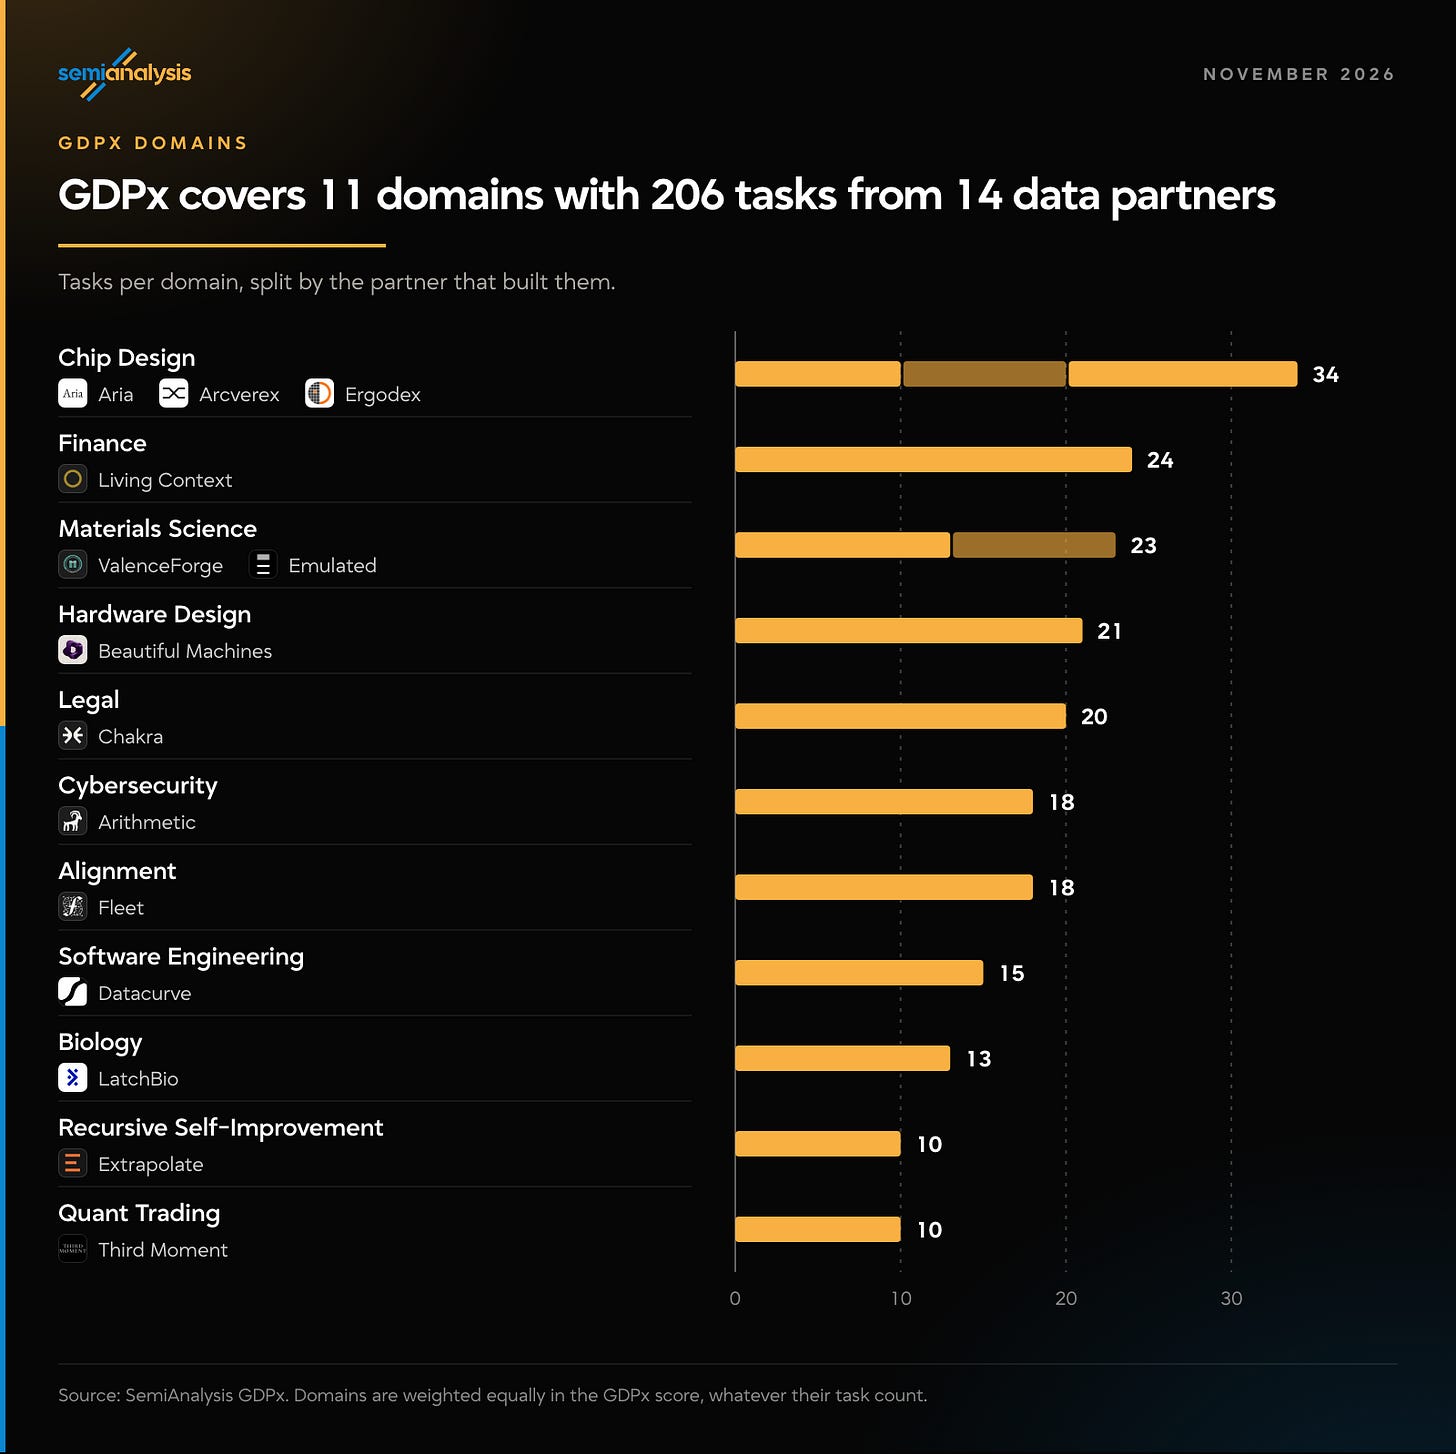 semianalysis
NOVEMBER 2026
GDPX DOMAINS
GDPx covers 11 domains with 206 tasks from 14 data partners
Tasks per domain, split by the partner that built them.
Chip Design
Aria Aria Arcverex Ergodex
34
Finance
Living Context
24
Materials Science
ValenceForge Emulated
23
Hardware Design
Beautiful Machines
21
Legal
Chakra
20
Cybersecurity
Arithmetic
18
Alignment
Fleet
18
Software Engineering
Datacurve
15
Biology
LatchBio
13
Recursive Self-Improvement
Extrapolate
10
Quant Trading
THIRD MOMENT Third Moment
10
0 10 20 30
Source: SemiAnalysis GDPx. Domains are weighted equally in the GDPx score, whatever their task count.